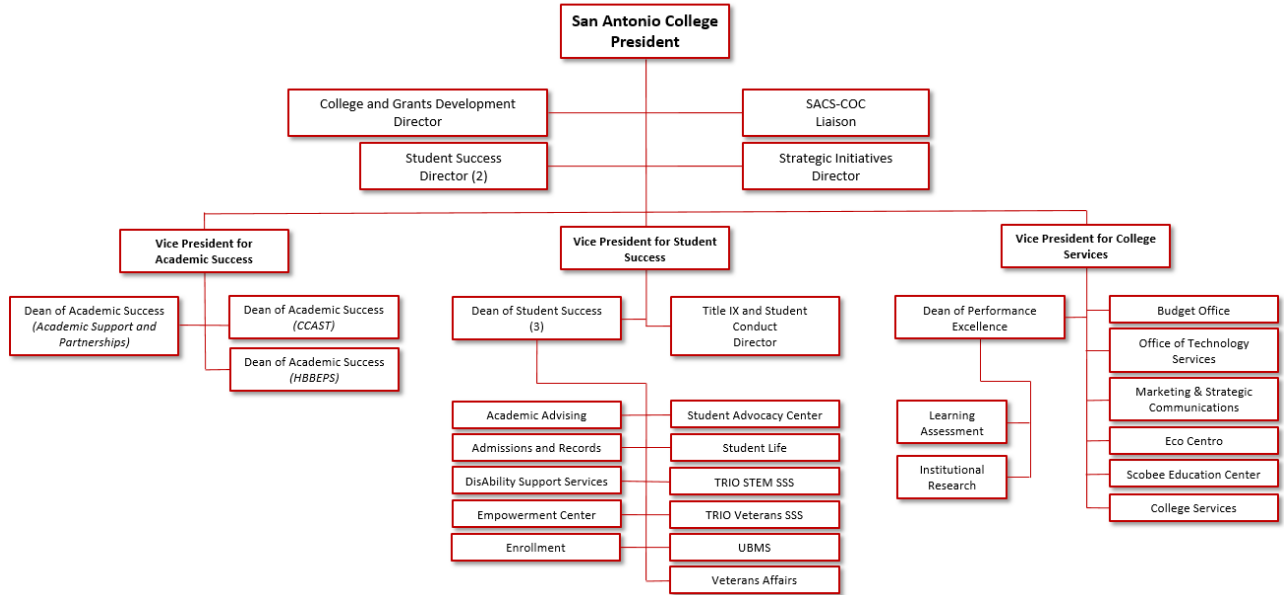 San Antonio College
President
College and Grants Development
Director
SACS-COC
Liaison
Student Success
Director (2)
Strategic Initiatives
Director
Vice President for
Academic Success
Vice President for Student
Success
Vice President for College
Services
Dean of Academic Success
(Academic Support and
Partnerships)
Dean of Academic Success
(CCAST)
Dean of Academic Success
(HBBEPS)
Dean of Student Success
(3)
Title IX and Student
Conduct
Director
Academic Advising
Student Advocacy Center
Admissions and Records
Student Life
DisAbility Support Services
TRIO STEM SSS
Empowerment Center
TRIO Veterans SSS
Enrollment
UBMS
Veterans Affairs
Dean of Performance
Excellence
Learning
Assessment
Institutional
Research
Budget Office
Office of Technology
Services
Marketing & Strategic
Communications
Eco Centro
Scobee Education Center
College Services